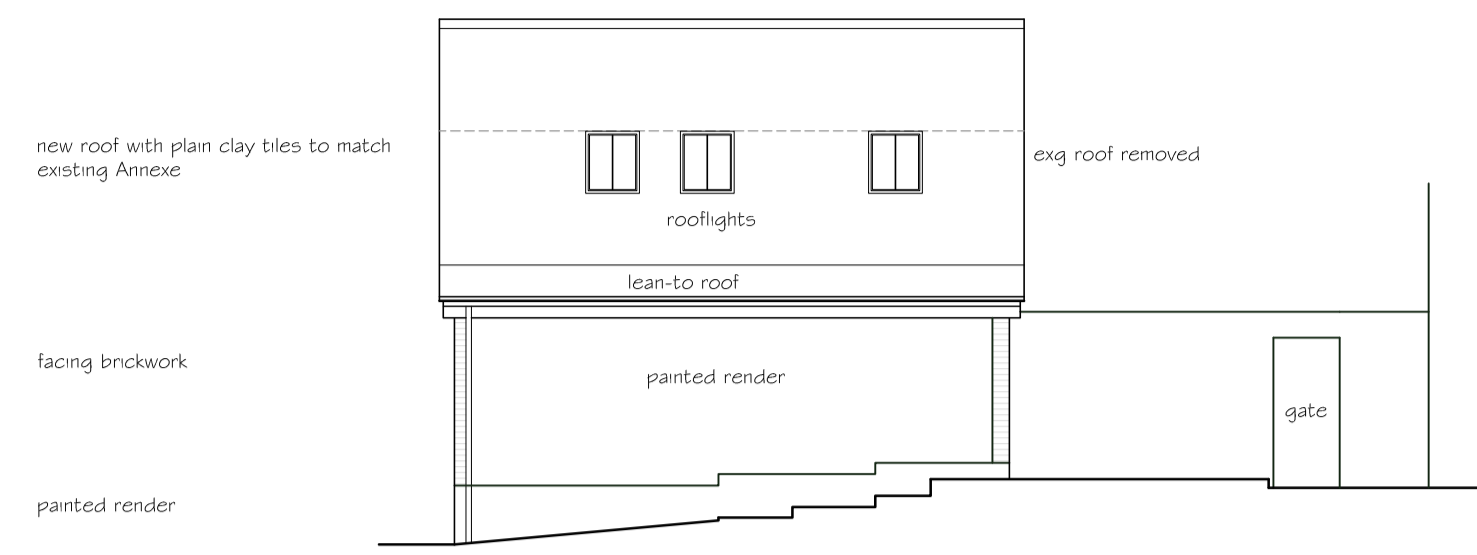 new roof with plain clay tiles to match
existing Annexe
exg roof removed
rooflights
lean-to roof
facing brickwork
painted render
gate
painted render